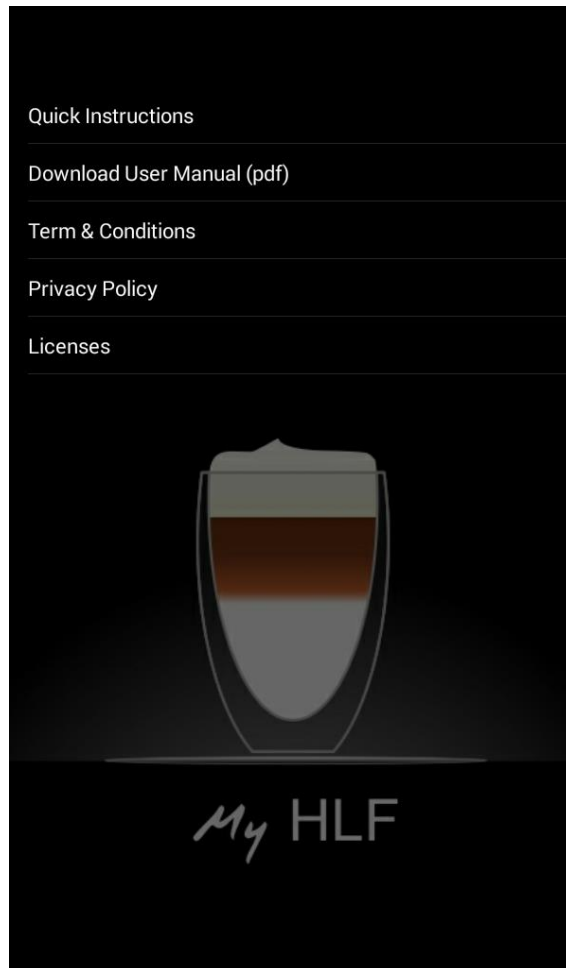 Quick Instructions
Download User Manual (pdf)
Term & Conditions
Privacy Policy
Licenses
My HLF